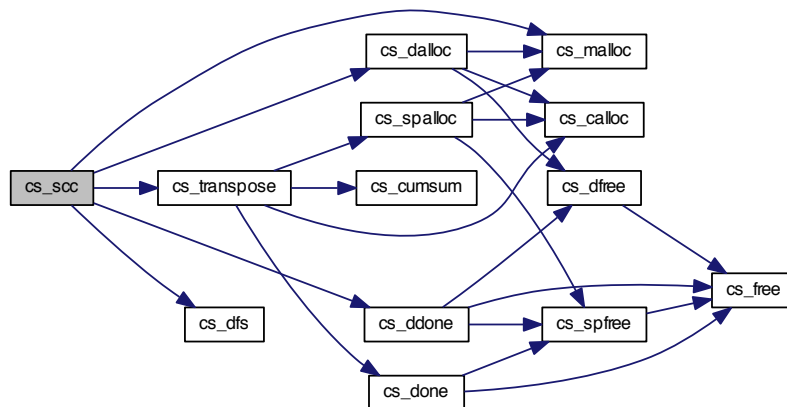 cs_scc
cs_transpose
cs_dfs
cs_dalloc
cs_spalloc
cs_cumsum
cs_ddone
cs_done
cs_malloc
cs_calloc
cs_dfree
cs_spfree
cs_free